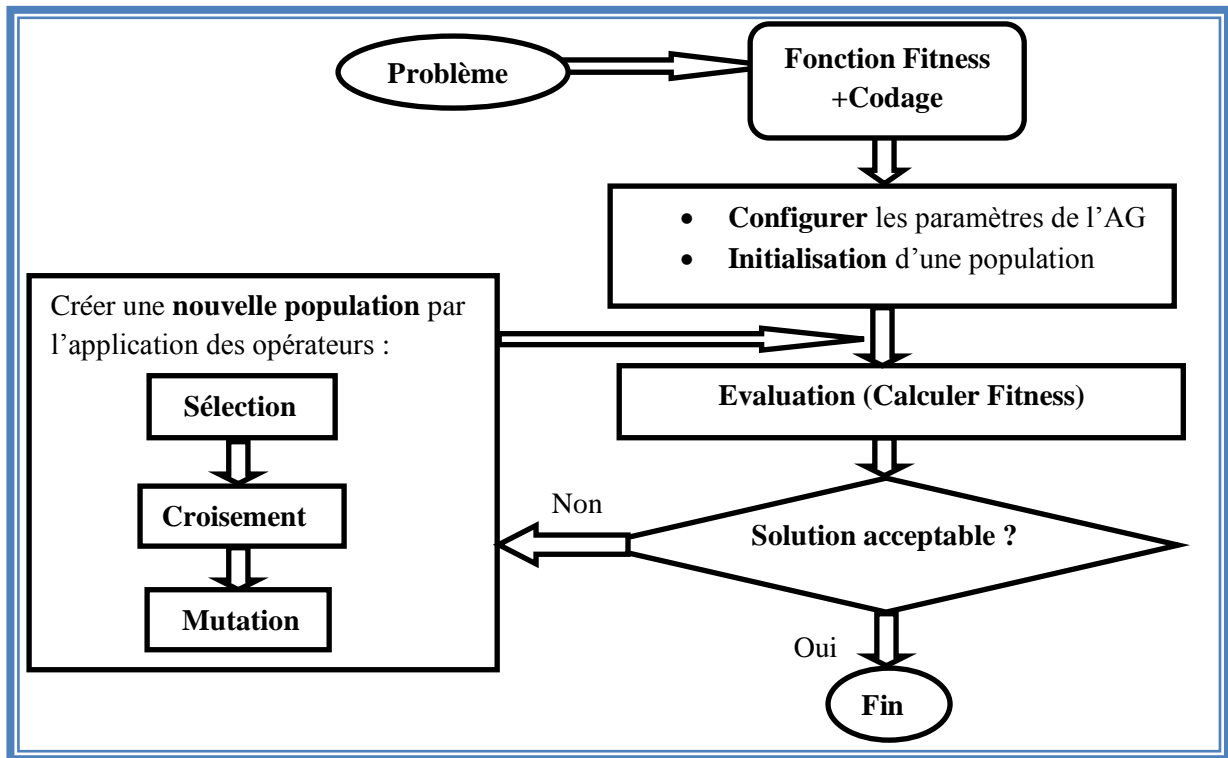 Problème
Fonction Fitness
+Codage
• Configurer les paramètres de l’AG
• Initialisation d’une population
Créer une nouvelle population par
l’application des opérateurs :
Sélection
Croisement
Mutation
Evaluation (Calculer Fitness)
Solution acceptable ?
Non
Oui
Fin